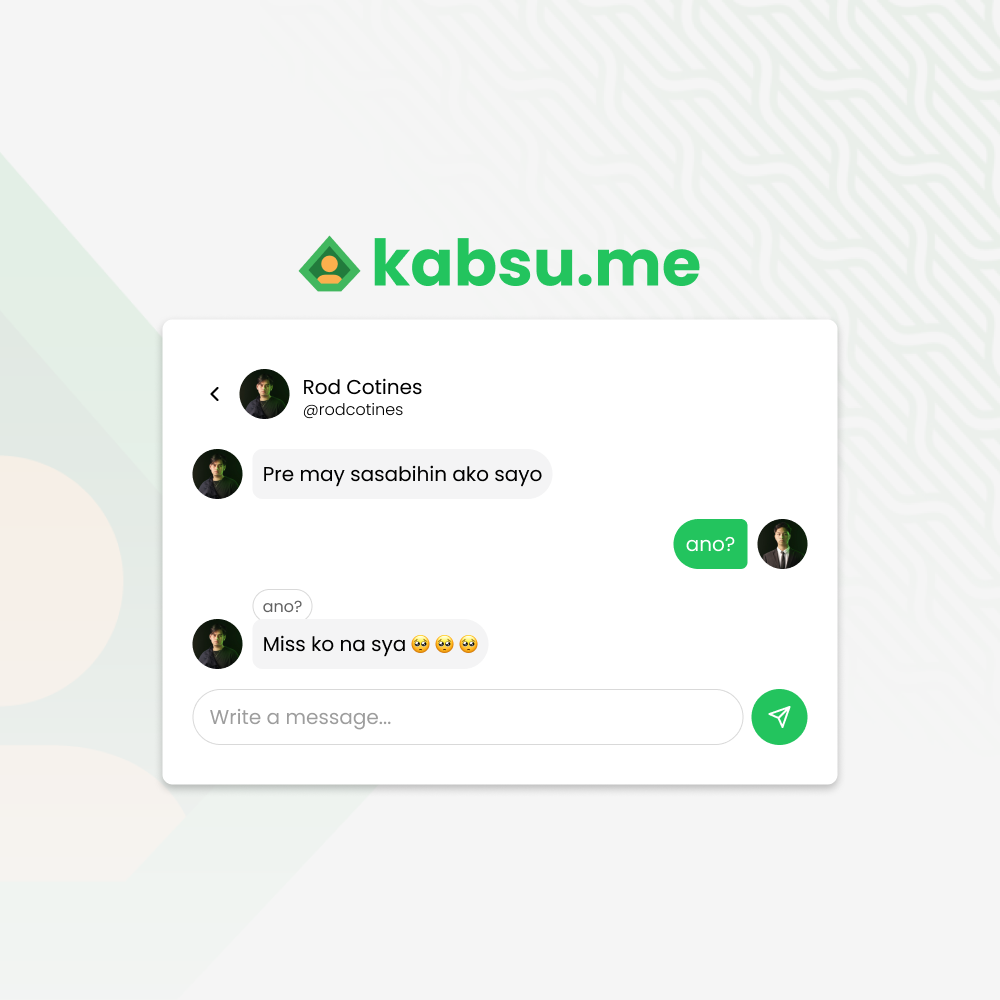 kabsu.me
Rod Cotines
@rodcotines
Pre may sasabihin ako sayo
ano?
ano?
Miss ko na sya 🥺🥺🥺
Write a message...